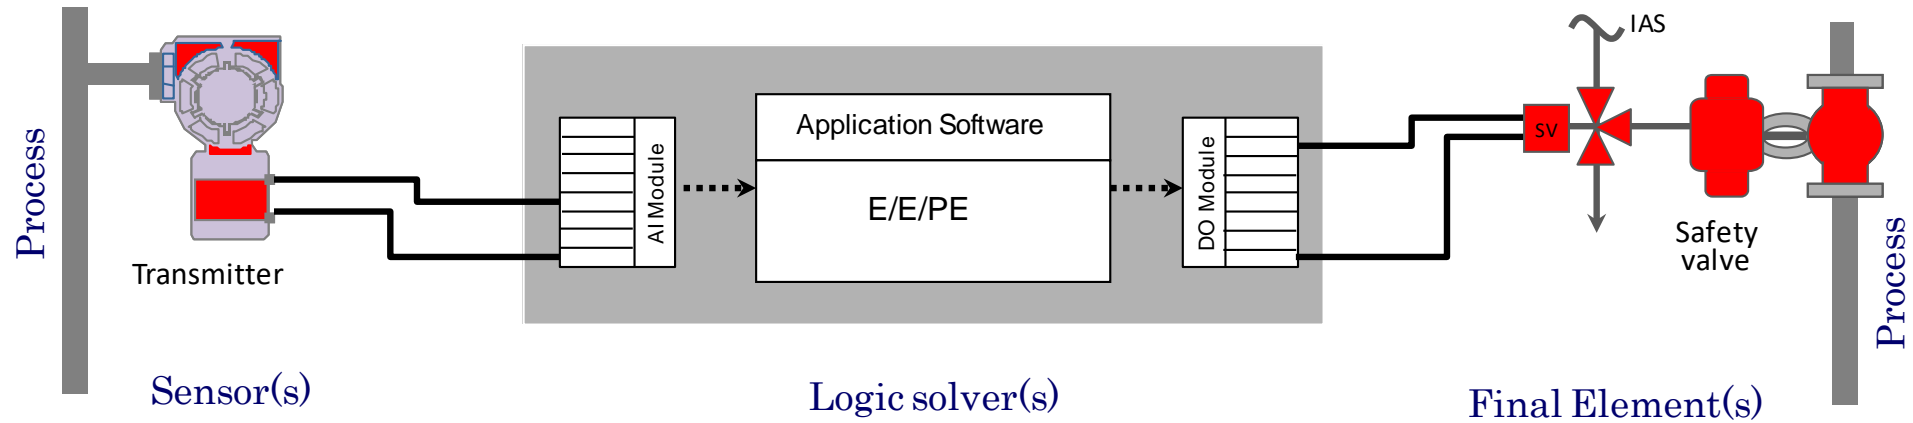 Process
Transmitter
Sensor(s)
AI Module
Application Software
E/E/PE
DO Module
Logic solver(s)
IAS
SV
Safety
valve
Process
Final Element(s)